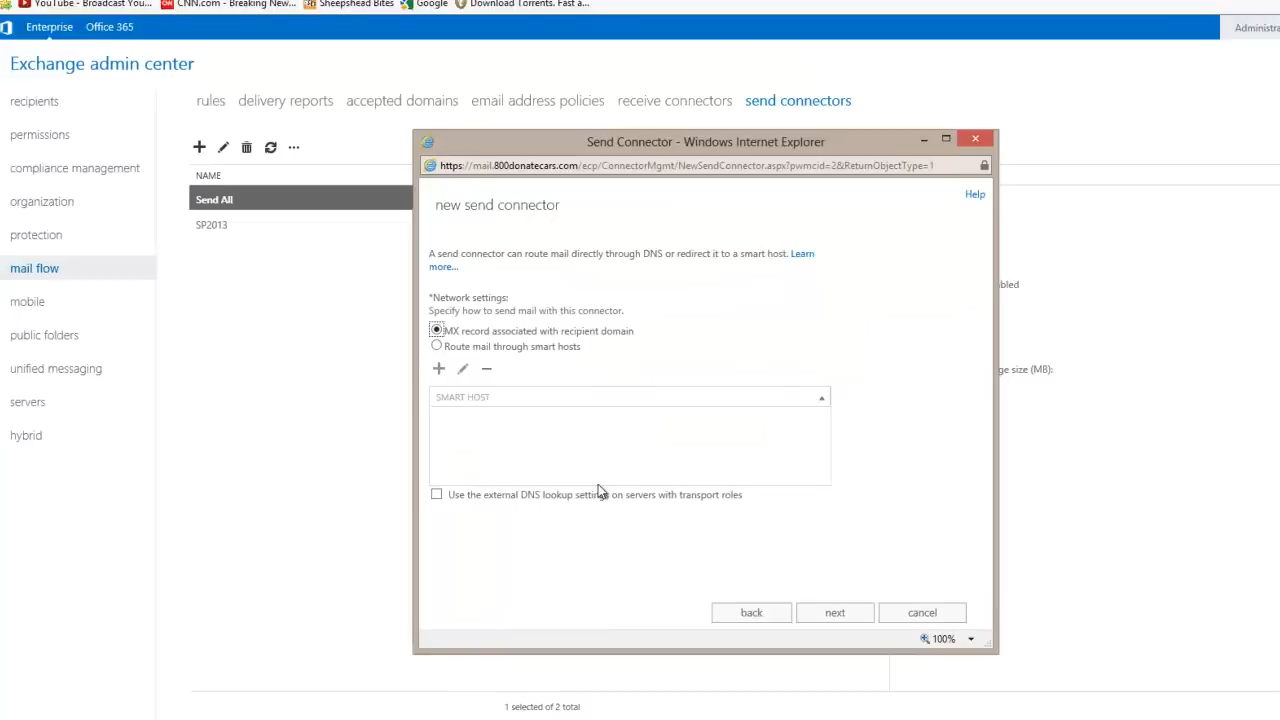 YouTube - Broadcast You... CNN.com - Breaking New... Sheepshead Bites Google Download Torrents. Fast a...
Enterprise Office 365 Administra
Exchange admin center
recipients
permissions
compliance management
organization
protection
mail flow
mobile
public folders
unified messaging
servers
hybrid
rules delivery reports accepted domains email address policies receive connectors send connectors
NAME
Send All
SP2013
bled
ge size (MB):
1 selected of 2 total
Send Connector - Windows Internet Explorer
https://mail.800donatecars.com/ecp/ConnectorMgmt/NewSendConnector.aspx?pwmcid=2&ReturnObjectType=1
Help
new send connector
A send connector can route mail directly through DNS or redirect it to a smart host. Learn
more...
*Network settings:
Specify how to send mail with this connector.
MX record associated with recipient domain
Route mail through smart hosts
SMART HOST
Use the external DNS lookup settings on servers with transport roles
back next cancel
100%